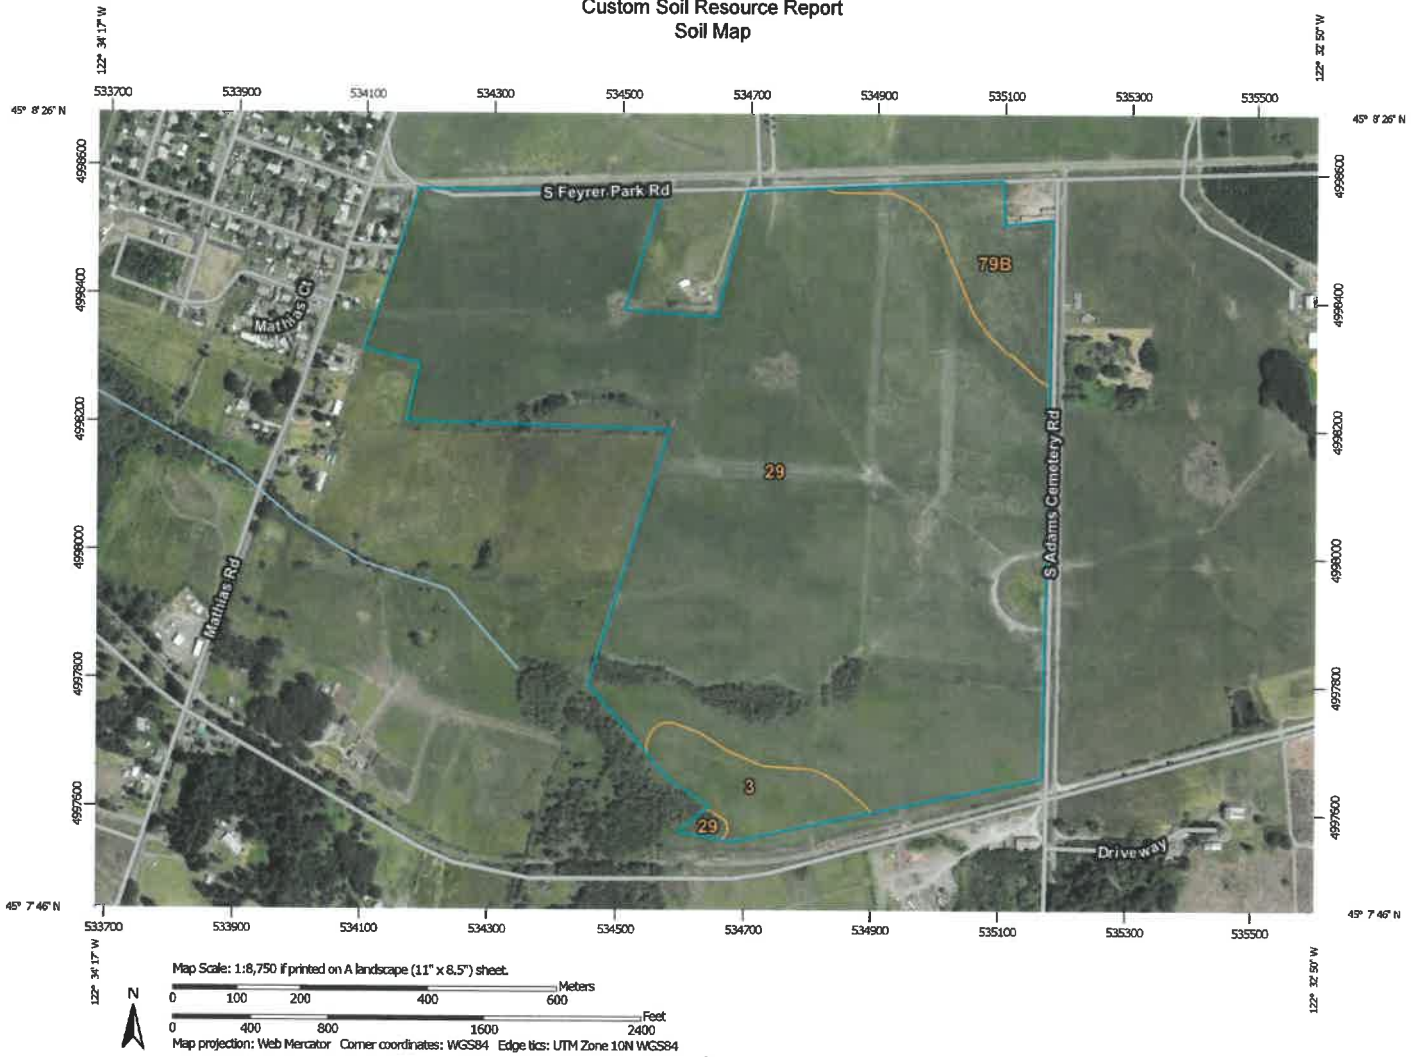 Custom Soil Resource Report
Soil Map
122° 34' 17" W
122° 32' 50" W
533700 533900 534100 534300 534500 534700 534900 535100 535300 535500
45° 8' 26" N
45° 8' 26" N
4998600
4998600
S Feyrer Park Rd
79B
4998400
4998400
Mathias Ct
4998200
4998200
29
S Adams Cemetery Rd
4998000
4998000
Mathias Rd
4997800
4997800
3
4997600
4997600
29
Driveway
45° 7' 46" N
45° 7' 46" N
533700 533900 534100 534300 534500 534700 534900 535100 535300 535500
122° 34' 17" W
122° 32' 50" W
Map Scale: 1:8,750 if printed on A landscape (11" x 8.5") sheet.
N
Meters
0 100 200 400 600
Feet
0 400 800 1600 2400
Map projection: Web Mercator Corner coordinates: WGS84 Edge tics: UTM Zone 10N WGS84